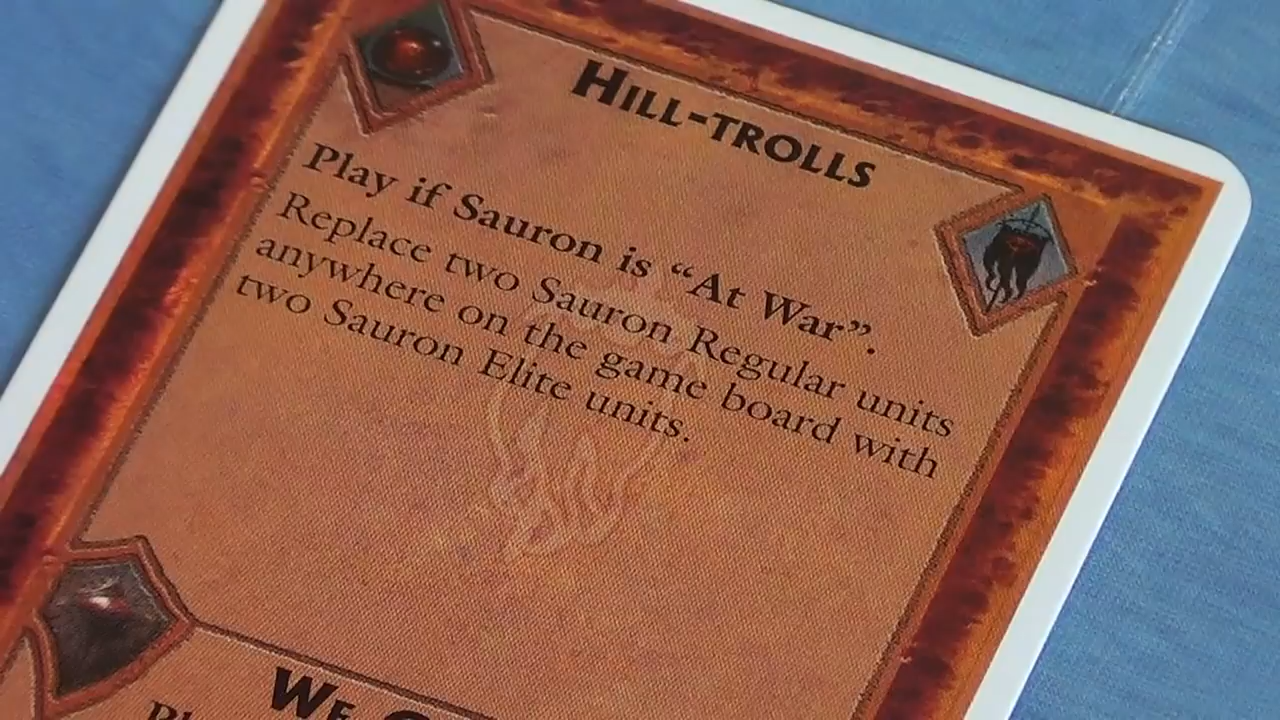 HILL-TROLLS
Play if Sauron is “At War”.
Replace two Sauron Regular units
anywhere on the game board with
two Sauron Elite units.
WE